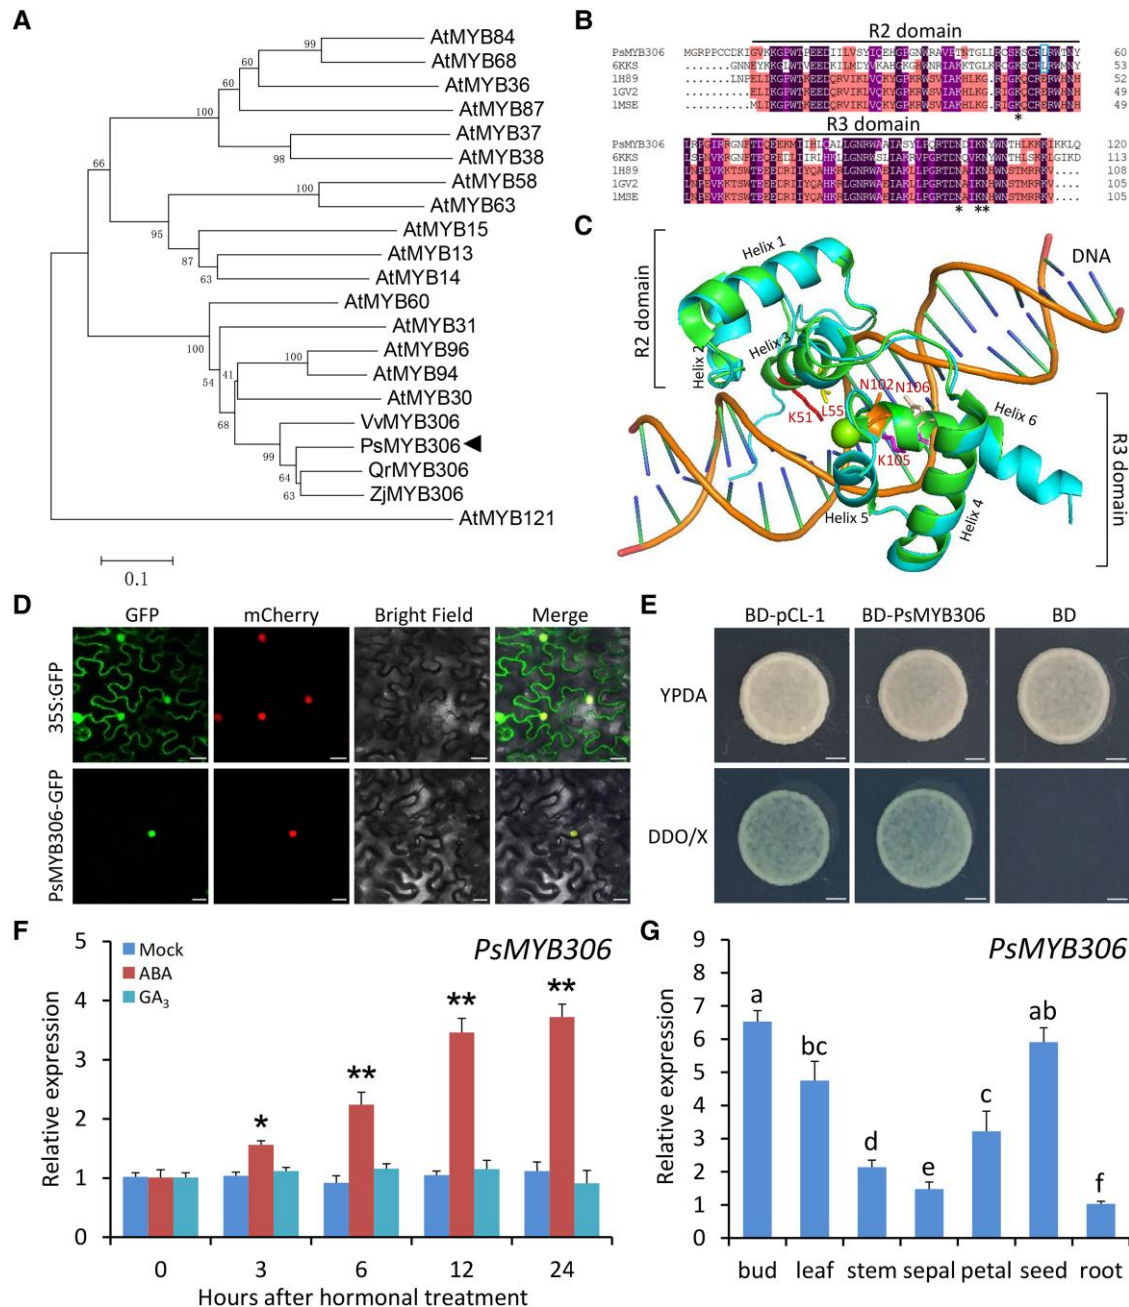 A
AtMYB84
AtMYB68
AtMYB36
AtMYB87
AtMYB37
AtMYB38
AtMYB58
AtMYB63
AtMYB15
AtMYB13
AtMYB14
AtMYB60
AtMYB31
AtMYB96
AtMYB94
AtMYB30
VvMYB306
PsMYB306
QrMYB306
ZjMYB306
AtMYB121
99
60
60
100
98
66
100
95
87
63
100
54
41
100
68
99
64
63
0.1
B
R2 domain
PsMYB306 60
6KKS 53
1H89 52
1GV2 49
1MSE 49
*
R3 domain
PsMYB306 120
6KKS 113
1H89 108
1GV2 105
1MSE 105
* **
C
R2 domain
Helix 1
Helix 2
Helix 3
DNA
K51
L55
N102
N106
K105
Helix 6
Helix 5
Helix 4
R3 domain
D
GFP mCherry Bright Field Merge
35S:GFP
PsMYB306-GFP
E
BD-pCL-1 BD-PsMYB306 BD
YPDA
DDO/X
F
PsMYB306
Mock
ABA
GA3
Relative expression
5
4
3
2
1
0
* ** ** **
0 3 6 12 24
Hours after hormonal treatment
G
PsMYB306
Relative expression
9
8
7
6
5
4
3
2
1
0
a bc d e c ab f
bud leaf stem sepal petal seed root